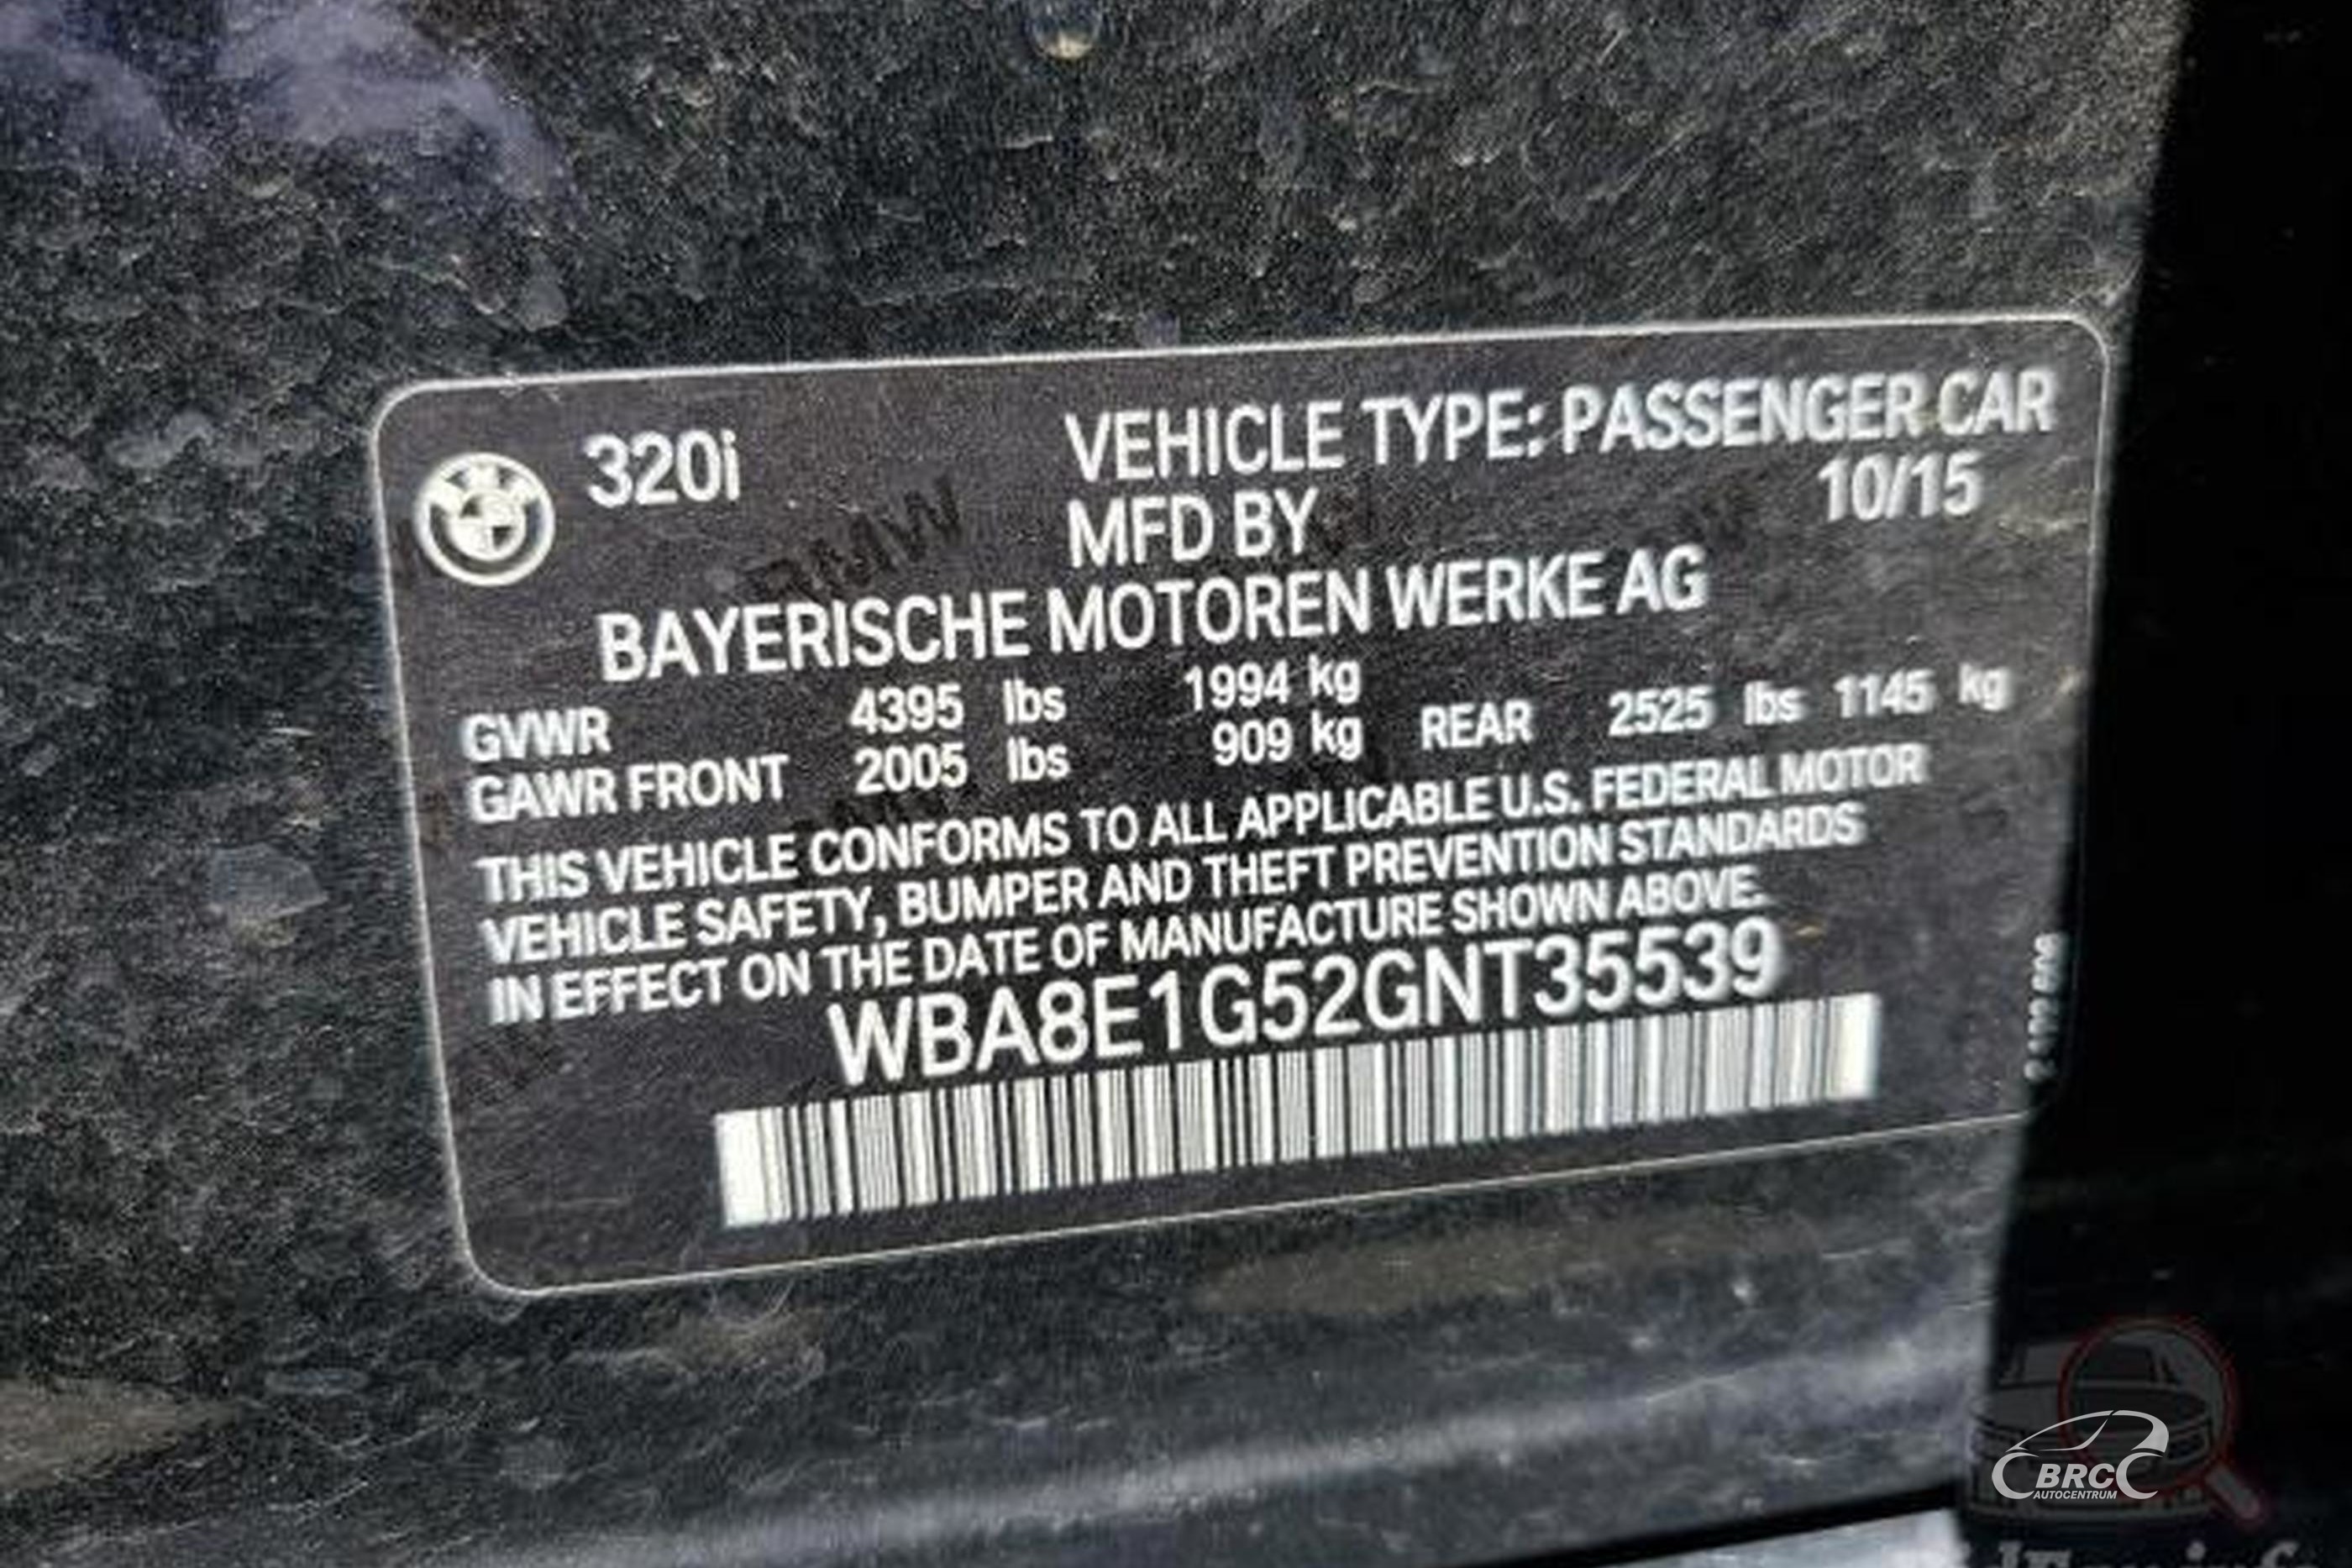 320i
VEHICLE TYPE: PASSENGER CAR
MFD BY 10/15
BAYERISCHE MOTOREN WERKE AG
GVWR 4395 lbs 1994 kg
GAWR FRONT 2005 lbs 909 kg REAR 2525 lbs 1145 kg
THIS VEHICLE CONFORMS TO ALL APPLICABLE U.S. FEDERAL MOTOR
VEHICLE SAFETY, BUMPER AND THEFT PREVENTION STANDARDS
IN EFFECT ON THE DATE OF MANUFACTURE SHOWN ABOVE.
WBA8E1G52GNT35539
BMW
BRC
AUTOCENTRUM